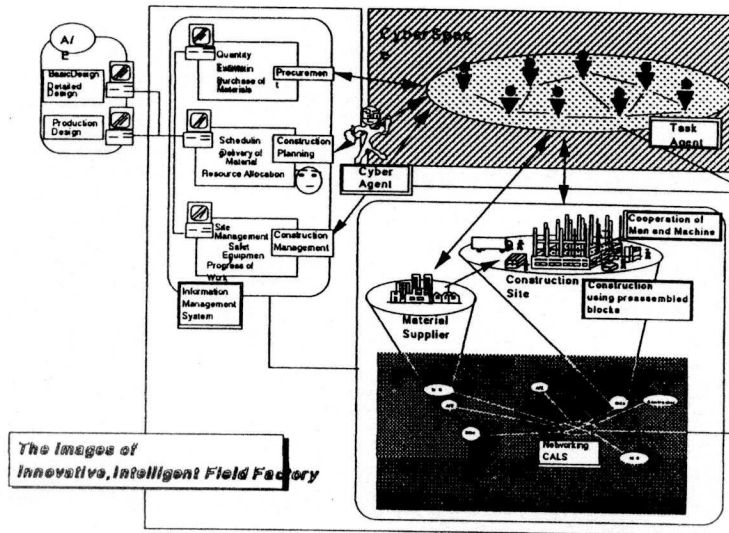 A/
E
BasicDesign
Detailed
Design
Production
Design
Quantity
Purchase of
Materials
Procuremen
t
Schedulin
Delivery of
Material
Resource Allocation
Construction
Planning
Site
Management
Safet
Equipmen
Progress of
Work
Construction
Management
Information
Management
System
CyberSpac
e
Task
Agent
Cyber
Agent
Cooperation of
Men and Machine
Construction
Site
Construction
using preassembled
blocks
Material
Supplier
Networking
CALS
The Images of
Innovative, Intelligent Field Factory